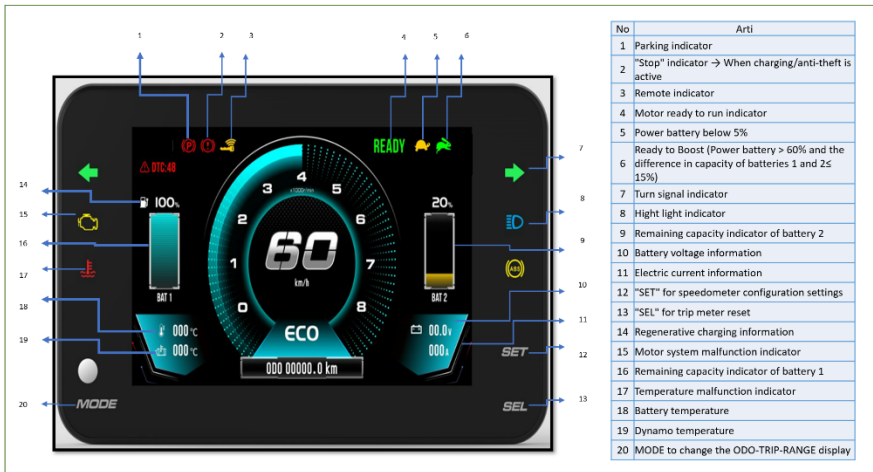 1
2
3
4
5
6
7
8
9
10
11
12
13
14
15
16
17
18
19
20
READY
DTC:48
100%
20%
x1000r/min
0
1
2
3
4
5
6
7
8
60
km/h
BAT 1
BAT 2
000 °C
000 °C
ECO
00.0 V
000 A
ODO 00000.0 km
P
!
ABS
SET
SEL
MODE
No Arti
1 Parking indicator
2 "Stop" indicator → When charging/anti-theft is
active
3 Remote indicator
4 Motor ready to run indicator
5 Power battery below 5%
6 Ready to Boost (Power battery > 60% and the
difference in capacity of batteries 1 and 2≤
15%)
7 Turn signal indicator
8 Hight light indicator
9 Remaining capacity indicator of battery 2
10 Battery voltage information
11 Electric current information
12 "SET" for speedometer configuration settings
13 "SEL" for trip meter reset
14 Regenerative charging information
15 Motor system malfunction indicator
16 Remaining capacity indicator of battery 1
17 Temperature malfunction indicator
18 Battery temperature
19 Dynamo temperature
20 MODE to change the ODO-TRIP-RANGE display